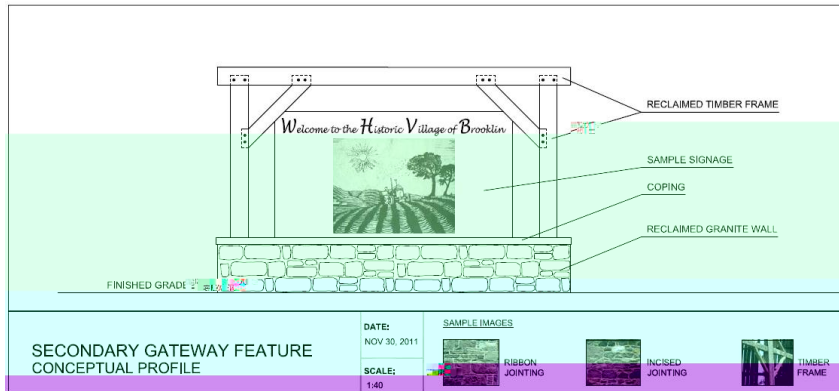 RECLAIMED TIMBER FRAME
Welcome to the Historic Village of Brooklin
SAMPLE SIGNAGE
COPING
RECLAIMED GRANITE WALL
FINISHED GRADE
SECONDARY GATEWAY FEATURE
CONCEPTUAL PROFILE
DATE:
NOV 30, 2011
SCALE:
1:40
SAMPLE IMAGES
RIBBON
JOINTING
INCISED
JOINTING
TIMBER
FRAME